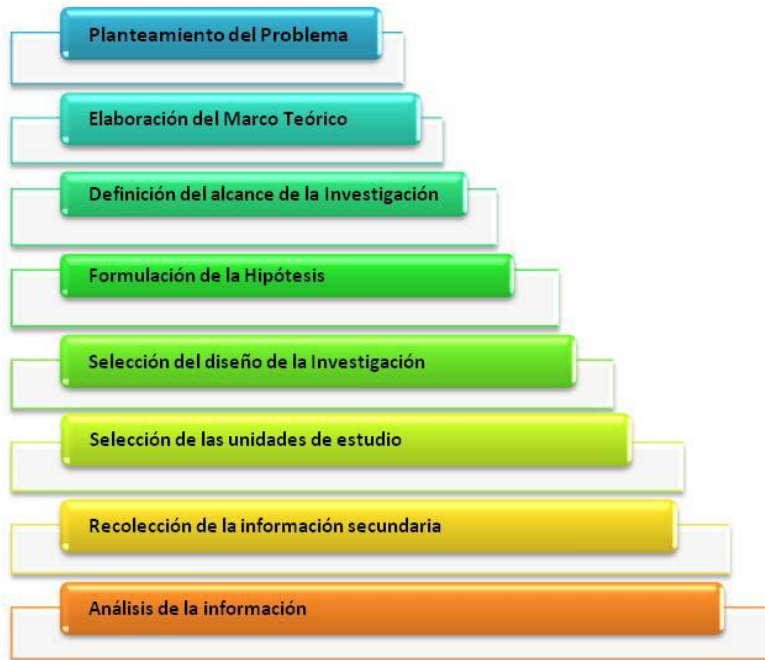 Planteamiento del Problema
Elaboración del Marco Teórico
Definición del alcance de la Investigación
Formulación de la Hipótesis
Selección del diseño de la Investigación
Selección de las unidades de estudio
Recolección de la información secundaria
Análisis de la información